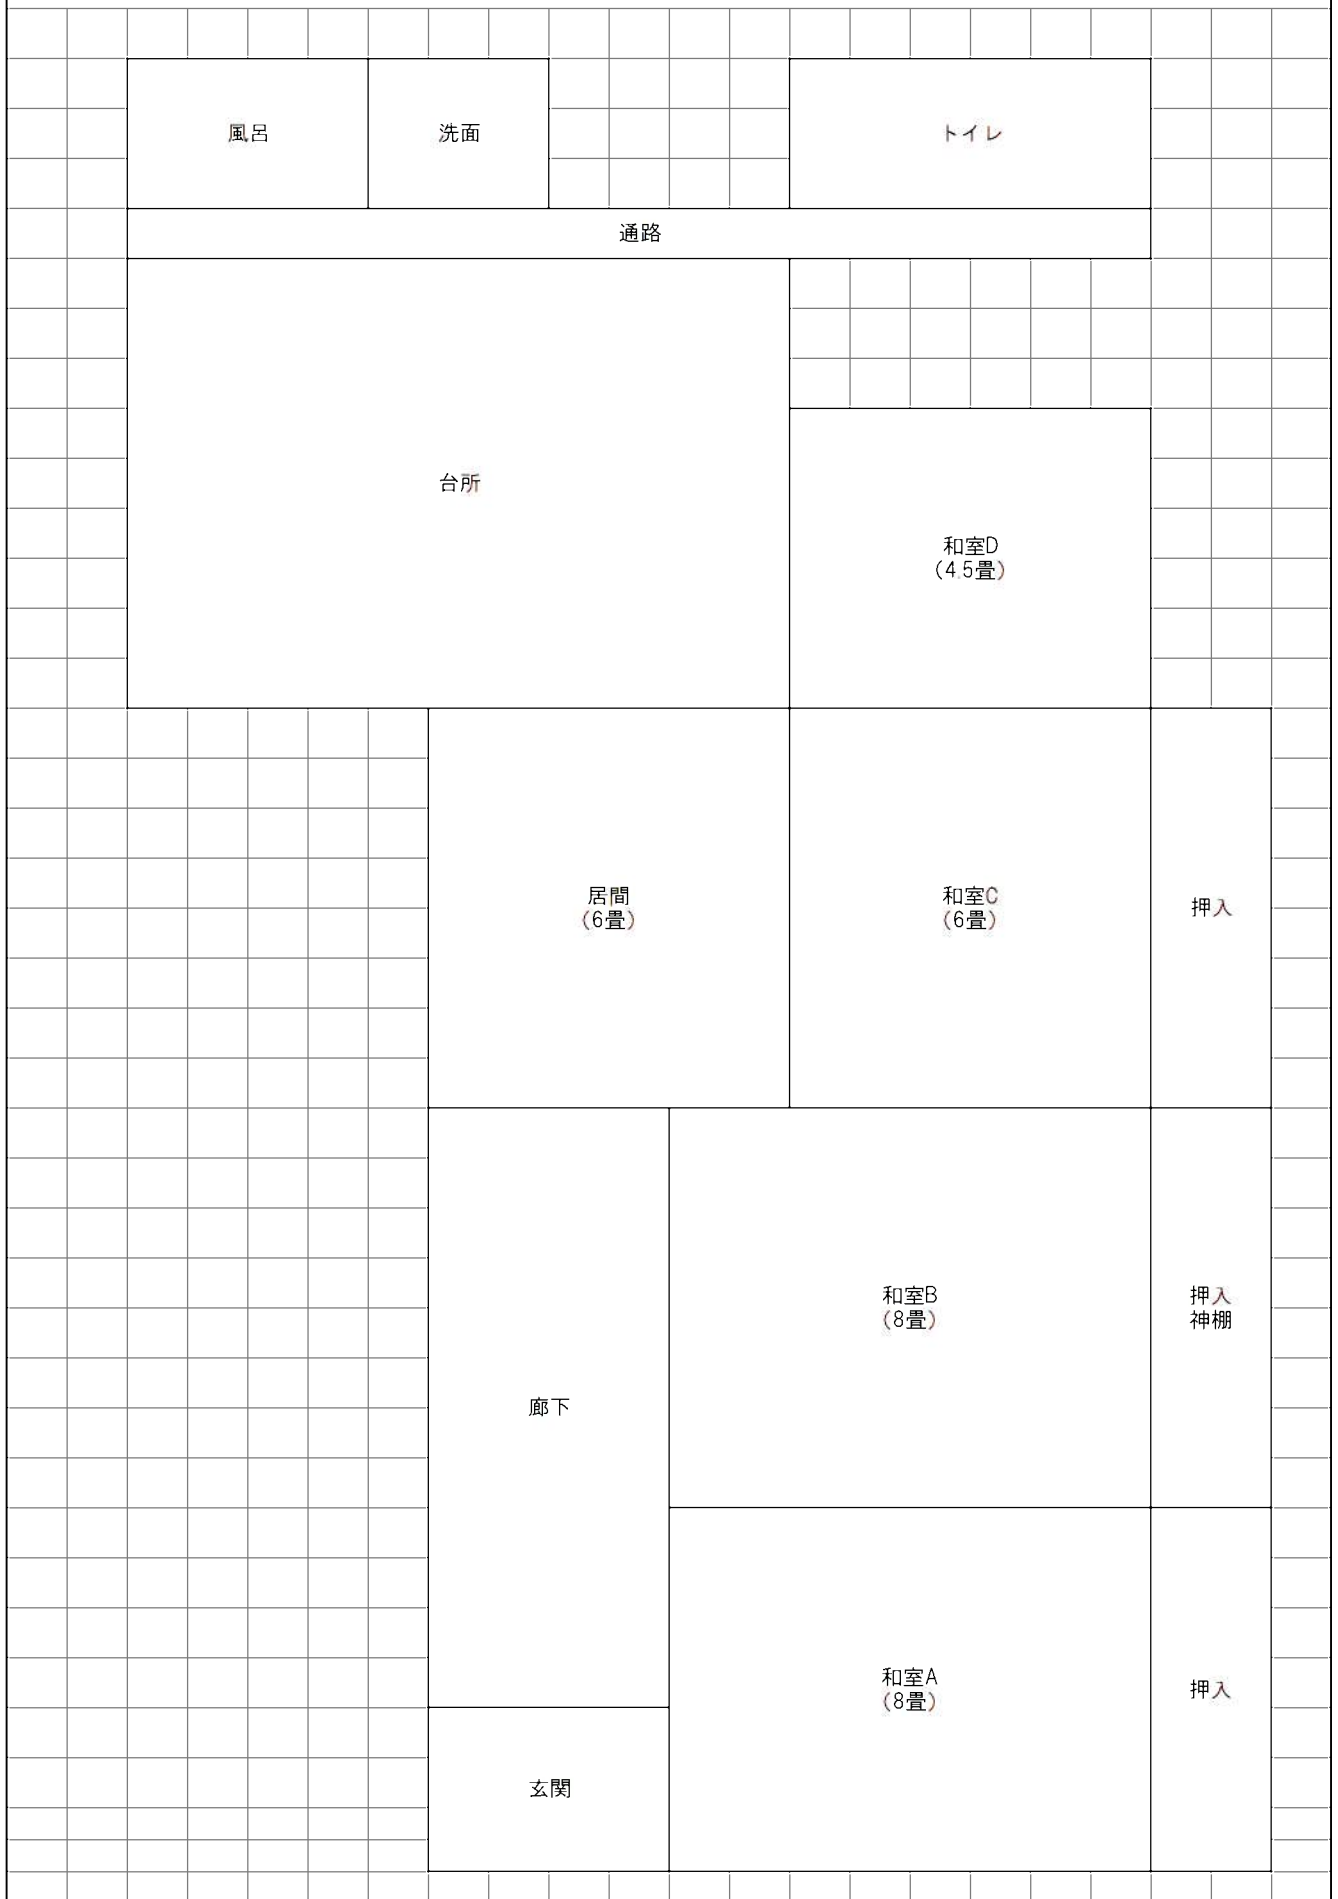 風呂
洗面
トイレ
通路
台所
和室D
(4.5畳)
居間
(6畳)
和室C
(6畳)
押入
和室B
(8畳)
押入
神棚
廊下
和室A
(8畳)
押入
玄関